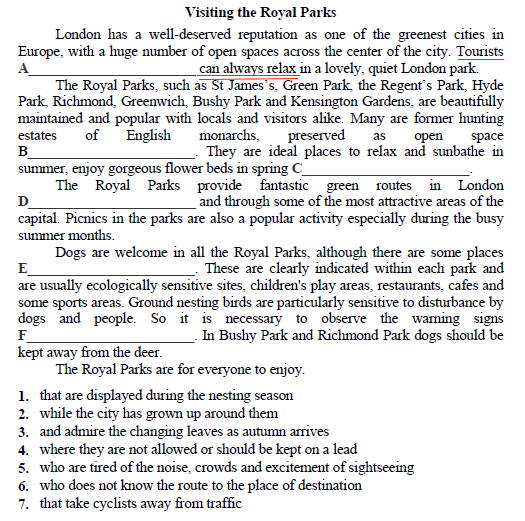 Visiting the Royal Parks
London has a well-deserved reputation as one of the greenest cities in
Europe, with a huge number of open spaces across the center of the city. Tourists
A_______________________ can always relax in a lovely, quiet London park.
The Royal Parks, such as St James's, Green Park, the Regent's Park, Hyde
Park, Richmond, Greenwich, Bushy Park and Kensington Gardens, are beautifully
maintained and popular with locals and visitors alike. Many are former hunting
estates of English monarchs, preserved as open space
B_______________________. They are ideal places to relax and sunbathe in
summer, enjoy gorgeous flower beds in spring C_______________________.
The Royal Parks provide fantastic green routes in London
D_______________________ and through some of the most attractive areas of the
capital. Picnics in the parks are also a popular activity especially during the busy
summer months.
Dogs are welcome in all the Royal Parks, although there are some places
E_______________________. These are clearly indicated within each park and
are usually ecologically sensitive sites, children's play areas, restaurants, cafes and
some sports areas. Ground nesting birds are particularly sensitive to disturbance by
dogs and people. So it is necessary to observe the warning signs
F_______________________. In Bushy Park and Richmond Park dogs should be
kept away from the deer.
The Royal Parks are for everyone to enjoy.
1. that are displayed during the nesting season
2. while the city has grown up around them
3. and admire the changing leaves as autumn arrives
4. where they are not allowed or should be kept on a lead
5. who are tired of the noise, crowds and excitement of sightseeing
6. who does not know the route to the place of destination
7. that take cyclists away from traffic